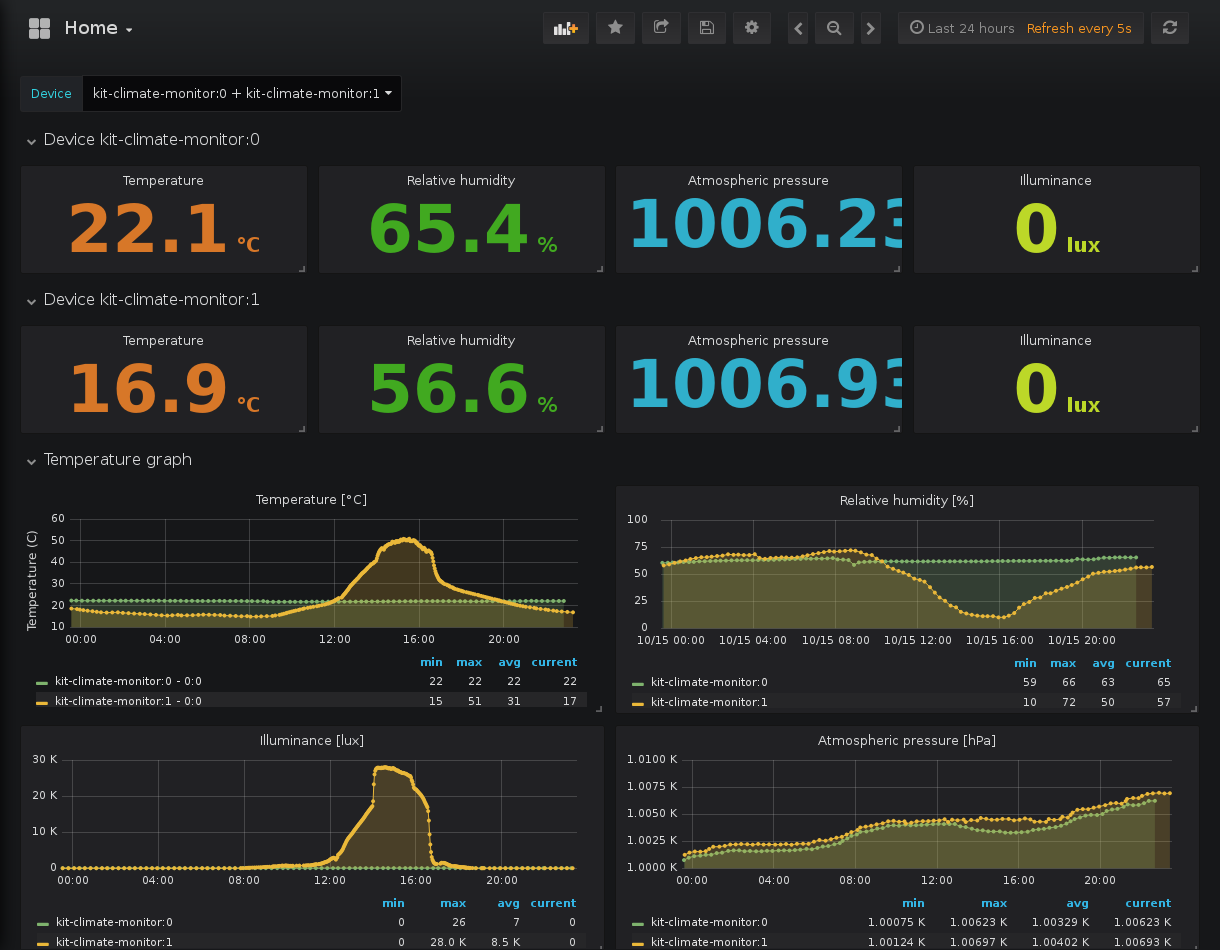 Home
Last 24 hours Refresh every 5s
Device kit-climate-monitor:0 + kit-climate-monitor:1
Device kit-climate-monitor:0
Temperature Relative humidity Atmospheric pressure Illuminance
22.1 °C 65.4 % 1006.23 0 lux
Device kit-climate-monitor:1
Temperature Relative humidity Atmospheric pressure Illuminance
16.9 °C 56.6 % 1006.93 0 lux
Temperature graph
Temperature [°C]
Temperature (C)
60
50
40
30
20
10
00:00 04:00 08:00 12:00 16:00 20:00
min max avg current
kit-climate-monitor:0 - 0:0 22 22 22 22
kit-climate-monitor:1 - 0:0 15 51 31 17
Relative humidity [%]
100
75
50
25
0
10/15 00:00 10/15 04:00 10/15 08:00 10/15 12:00 10/15 16:00 10/15 20:00
min max avg current
kit-climate-monitor:0 59 66 63 65
kit-climate-monitor:1 10 72 50 57
Illuminance [lux]
30 K
20 K
10 K
0
00:00 04:00 08:00 12:00 16:00 20:00
min max avg current
kit-climate-monitor:0 0 26 7 0
kit-climate-monitor:1 0 28.0 K 8.5 K 0
Atmospheric pressure [hPa]
1.0100 K
1.0075 K
1.0050 K
1.0025 K
1.0000 K
00:00 04:00 08:00 12:00 16:00 20:00
min max avg current
kit-climate-monitor:0 1.00075 K 1.00623 K 1.00329 K 1.00623 K
kit-climate-monitor:1 1.00124 K 1.00697 K 1.00402 K 1.00693 K